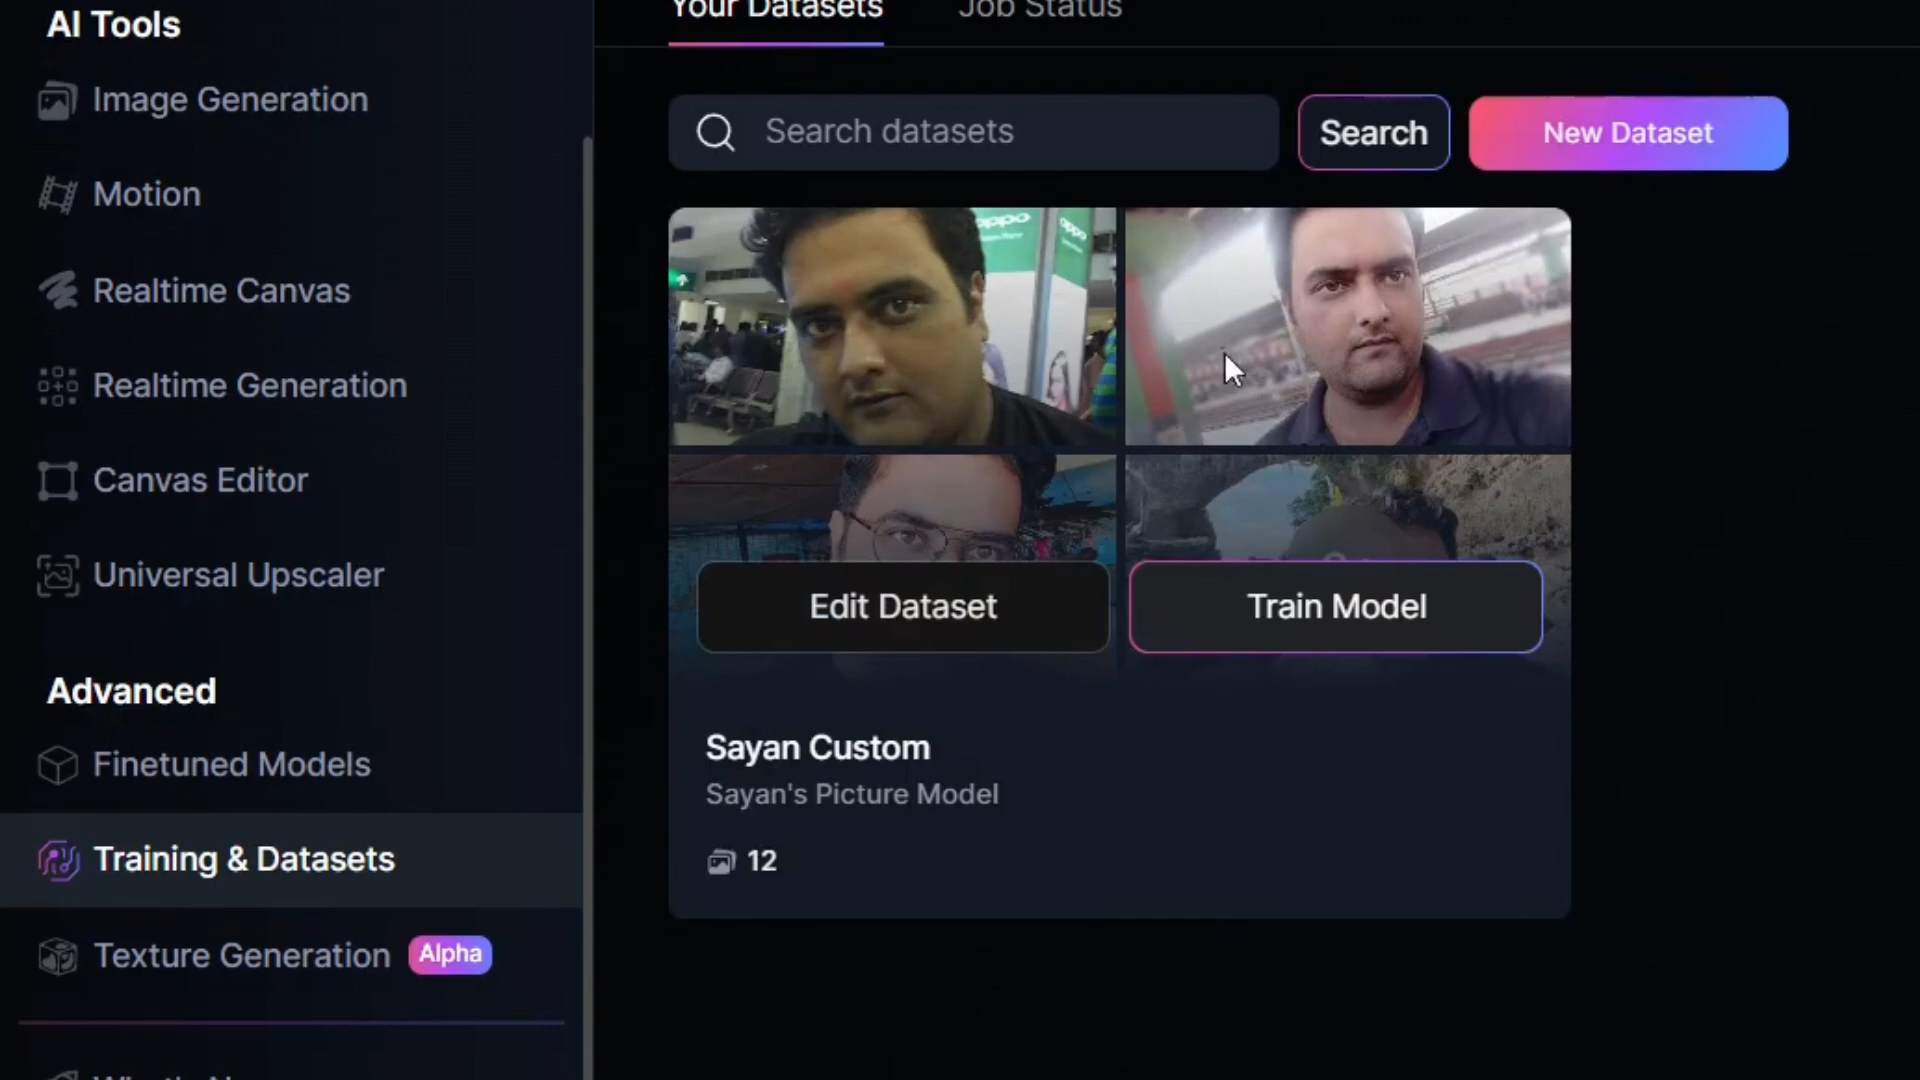 AI Tools
Image Generation
Motion
Realtime Canvas
Realtime Generation
Canvas Editor
Universal Upscaler
Advanced
Finetuned Models
Training & Datasets
Texture Generation Alpha
Your Datasets Job Status
Search datasets Search New Dataset
oppo
oppo
Edit Dataset Train Model
Sayan Custom
Sayan's Picture Model
12